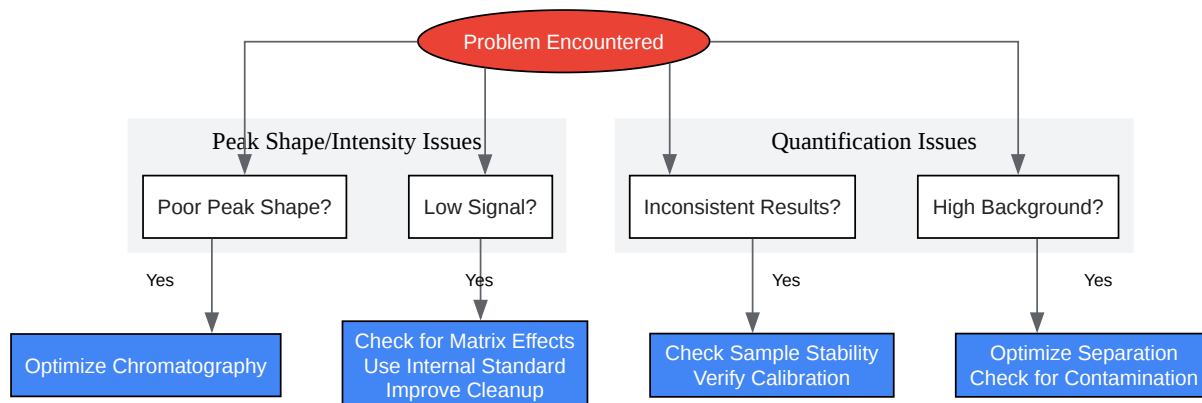 Problem Encountered
Peak Shape/Intensity Issues
Quantification Issues
Poor Peak Shape?
Low Signal?
Inconsistent Results?
High Background?
Yes
Yes
Yes
Yes
Optimize Chromatography
Check for Matrix Effects
Use Internal Standard
Improve Cleanup
Check Sample Stability
Verify Calibration
Optimize Separation
Check for Contamination